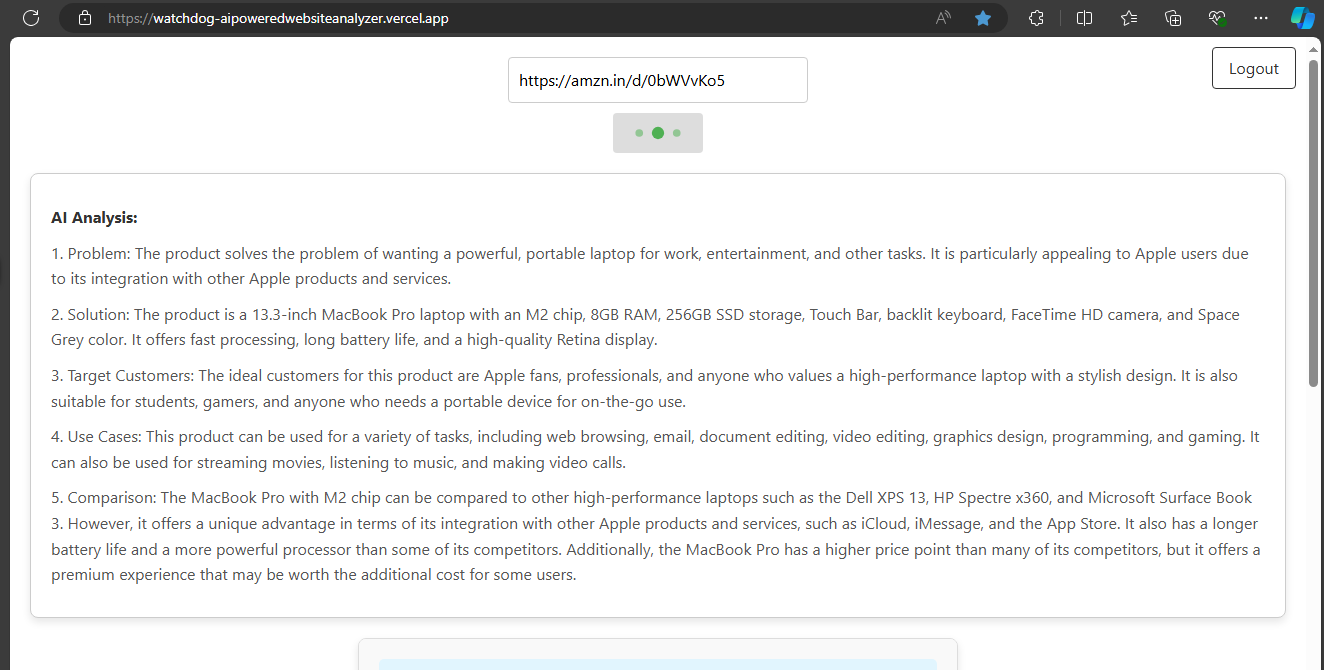 https://watchdog-aipoweredwebsiteanalyzer.vercel.app
https://amzn.in/d/0bWVvKo5
Logout
AI Analysis:
1. Problem: The product solves the problem of wanting a powerful, portable laptop for work, entertainment, and other tasks. It is particularly appealing to Apple users due
to its integration with other Apple products and services.
2. Solution: The product is a 13.3-inch MacBook Pro laptop with an M2 chip, 8GB RAM, 256GB SSD storage, Touch Bar, backlit keyboard, FaceTime HD camera, and Space
Grey color. It offers fast processing, long battery life, and a high-quality Retina display.
3. Target Customers: The ideal customers for this product are Apple fans, professionals, and anyone who values a high-performance laptop with a stylish design. It is also
suitable for students, gamers, and anyone who needs a portable device for on-the-go use.
4. Use Cases: This product can be used for a variety of tasks, including web browsing, email, document editing, video editing, graphics design, programming, and gaming. It
can also be used for streaming movies, listening to music, and making video calls.
5. Comparison: The MacBook Pro with M2 chip can be compared to other high-performance laptops such as the Dell XPS 13, HP Spectre x360, and Microsoft Surface Book
3. However, it offers a unique advantage in terms of its integration with other Apple products and services, such as iCloud, iMessage, and the App Store. It also has a longer
battery life and a more powerful processor than some of its competitors. Additionally, the MacBook Pro has a higher price point than many of its competitors, but it offers a
premium experience that may be worth the additional cost for some users.